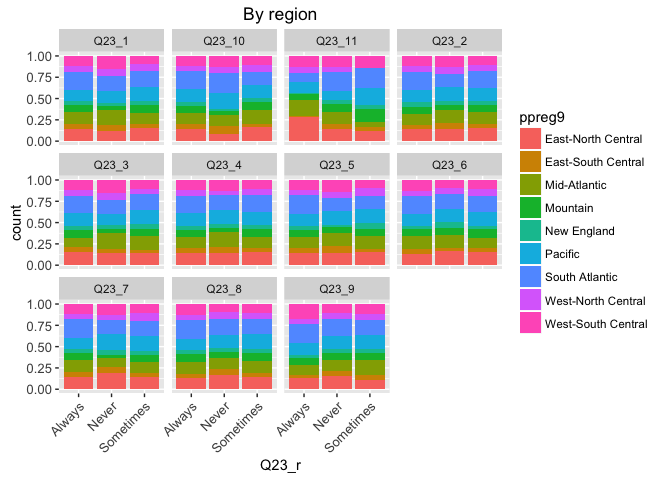 By region
Q23_1 Q23_10 Q23_11 Q23_2
1.00
0.75
0.50
0.25
0.00
Q23_3 Q23_4 Q23_5 Q23_6
1.00
0.75
0.50
0.25
0.00
Q23_7 Q23_8 Q23_9
1.00
0.75
0.50
0.25
0.00
count
Always Never Sometimes Always Never Sometimes Always Never Sometimes
Q23_r
ppreg9
East-North Central
East-South Central
Mid-Atlantic
Mountain
New England
Pacific
South Atlantic
West-North Central
West-South Central